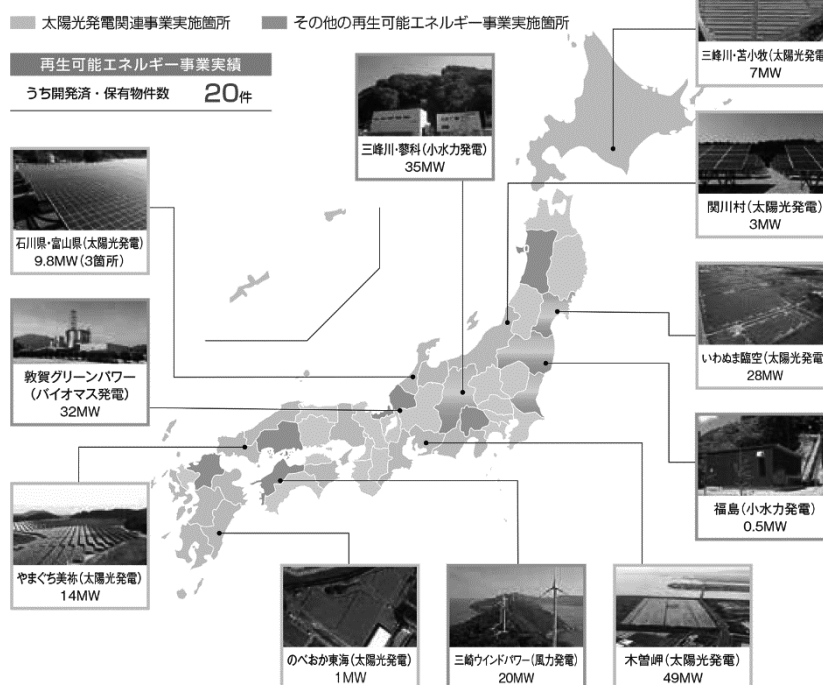 太陽光発電関連事業実施箇所
その他の再生可能エネルギー事業実施箇所
再生可能エネルギー事業実績
うち開発済・保有物件数 20件
三峰川・蓼科(小水力発電)
35MW
三峰川・苫小牧(太陽光発電
7MW
関川村(太陽光発電)
3MW
石川県・富山県(太陽光発電)
9.8MW(3箇所)
いわぬま臨空(太陽光発電
28MW
敦賀グリーンパワー
(バイオマス発電)
32MW
福島(小水力発電)
0.5MW
やまぐち美祢(太陽光発電)
14MW
のべおか東海(太陽光発電)
1MW
三崎ウインドパワー(風力発電)
20MW
木曽岬(太陽光発電)
49MW